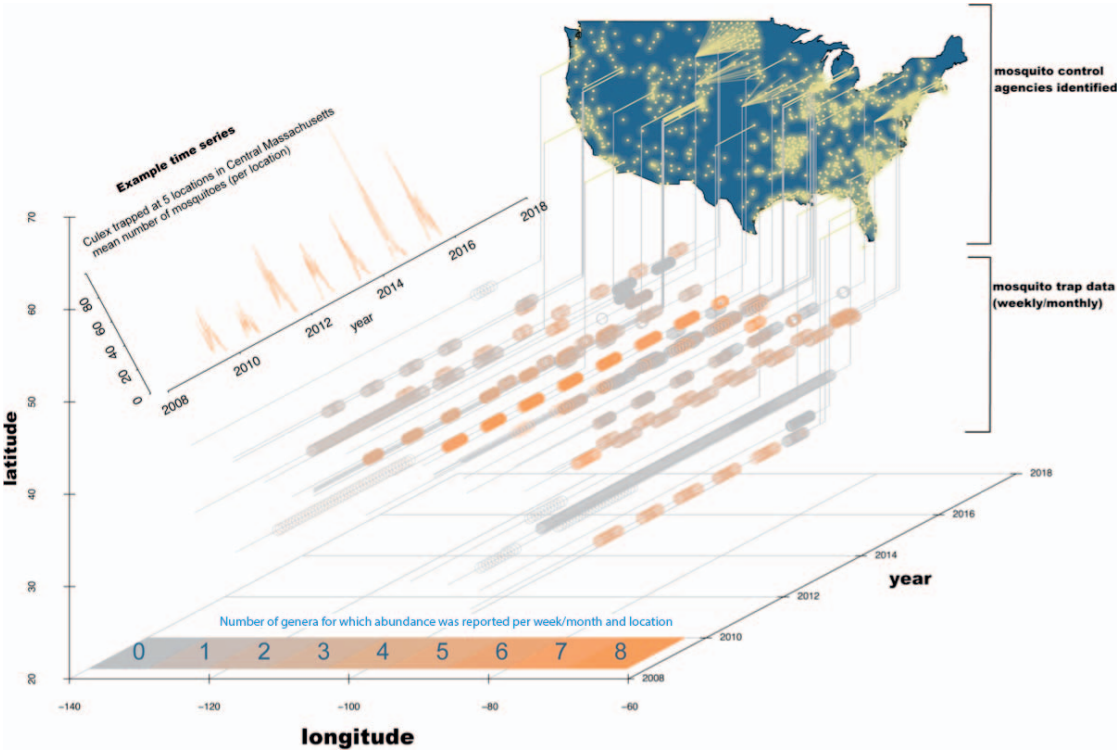 mosquito control
agencies identified
Example time series
Culex trapped at 5 locations in Central Massachusetts
mean number of mosquitoes (per location)
0
20
40
60
80
2008
2010
2012
2014
2016
2018
year
mosquito trap data
(weekly/monthly)
latitude
70
60
50
40
30
20
2018
2016
2014
2012
2010
2008
year
Number of genera for which abundance was reported per week/month and location
0 1 2 3 4 5 6 7 8
−140 −120 −100 −80 −60
longitude